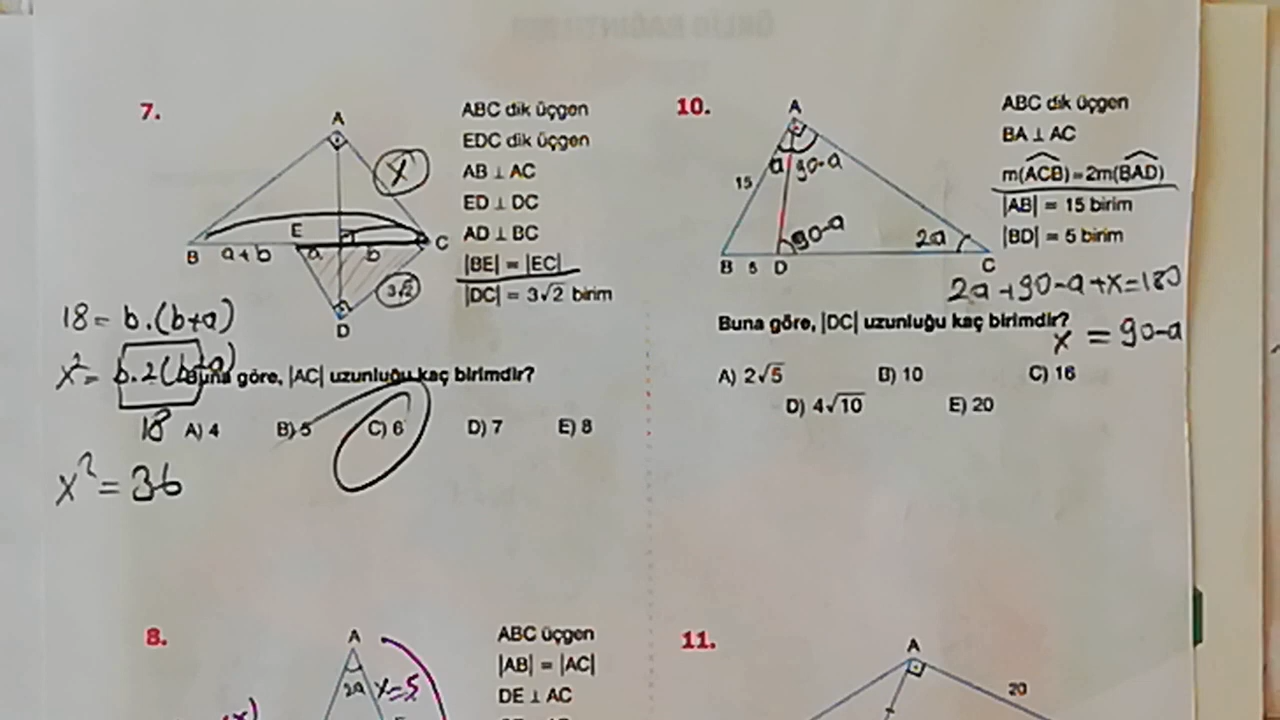 7.
A
x
E
B
a+b
a
b
C
3√2
D
ABC dik üçgen
EDC dik üçgen
AB ⊥ AC
ED ⊥ DC
AD ⊥ BC
|BE| = |EC|
|DC| = 3√2 birim
18 = b.(b+a)
x² = b.2(b+a)
18
x² = 36
Buna göre, |AC| uzunluğu kaç birimdir?
A) 4 B) 5 C) 6 D) 7 E) 8
10.
A
a 90-a
15
90-a
2a
B 5 D C
ABC dik üçgen
BA ⊥ AC
m(ACB) = 2m(BAD)
|AB| = 15 birim
|BD| = 5 birim
2a+90-a+x=180
x = 90-a
Buna göre, |DC| uzunluğu kaç birimdir?
A) 2√5 B) 10 C) 16
D) 4√10 E) 20
8.
A
2a x=5
ABC üçgen
|AB| = |AC|
DE ⊥ AC
11.
A
20